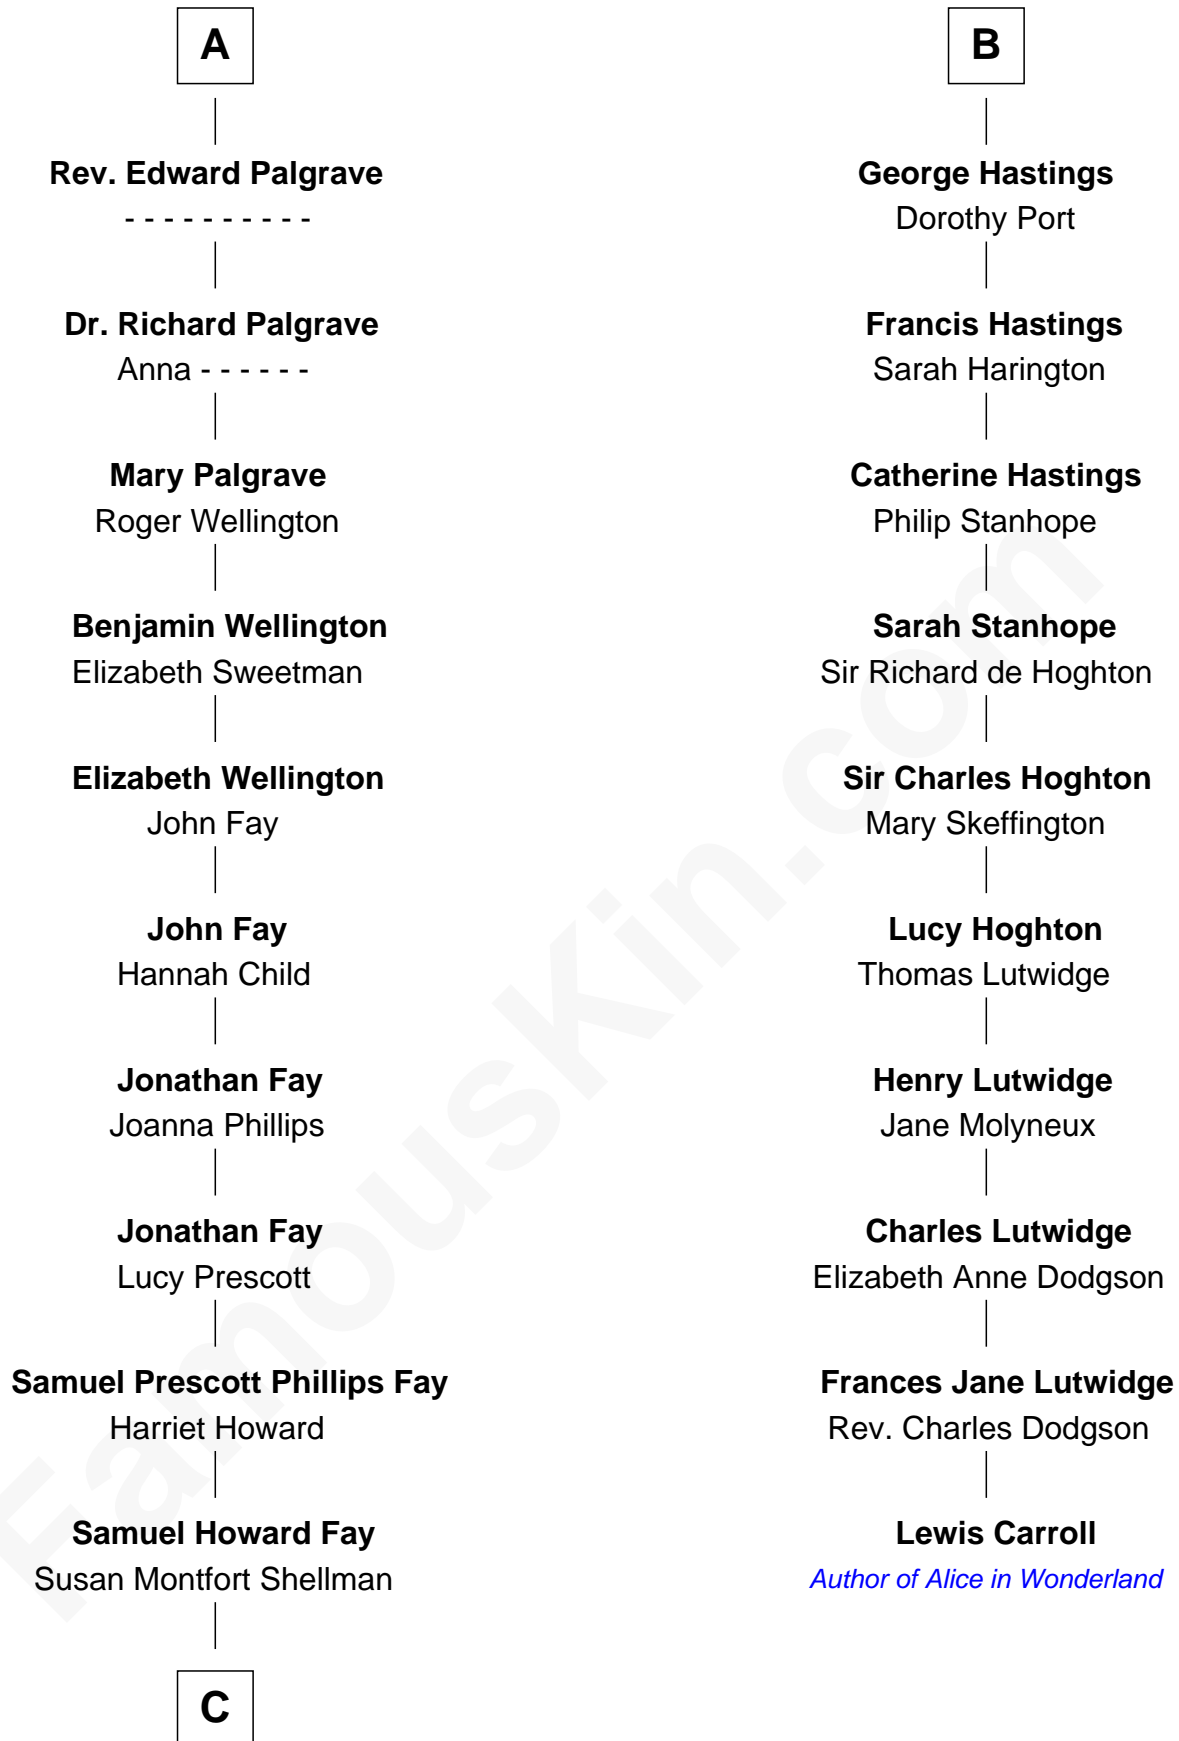 A
Rev. Edward Palgrave
- - - - - - - - - -
Dr. Richard Palgrave
Anna - - - - - -
Mary Palgrave
Roger Wellington
Benjamin Wellington
Elizabeth Sweetman
Elizabeth Wellington
John Fay
John Fay
Hannah Child
Jonathan Fay
Joanna Phillips
Jonathan Fay
Lucy Prescott
Samuel Prescott Phillips Fay
Harriet Howard
Samuel Howard Fay
Susan Montfort Shellman
C
B
George Hastings
Dorothy Port
Francis Hastings
Sarah Harington
Catherine Hastings
Philip Stanhope
Sarah Stanhope
Sir Richard de Hoghton
Sir Charles Hoghton
Mary Skeffington
Lucy Hoghton
Thomas Lutwidge
Henry Lutwidge
Jane Molyneux
Charles Lutwidge
Elizabeth Anne Dodgson
Frances Jane Lutwidge
Rev. Charles Dodgson
Lewis Carroll
Author of Alice in Wonderland
FamousKin.com